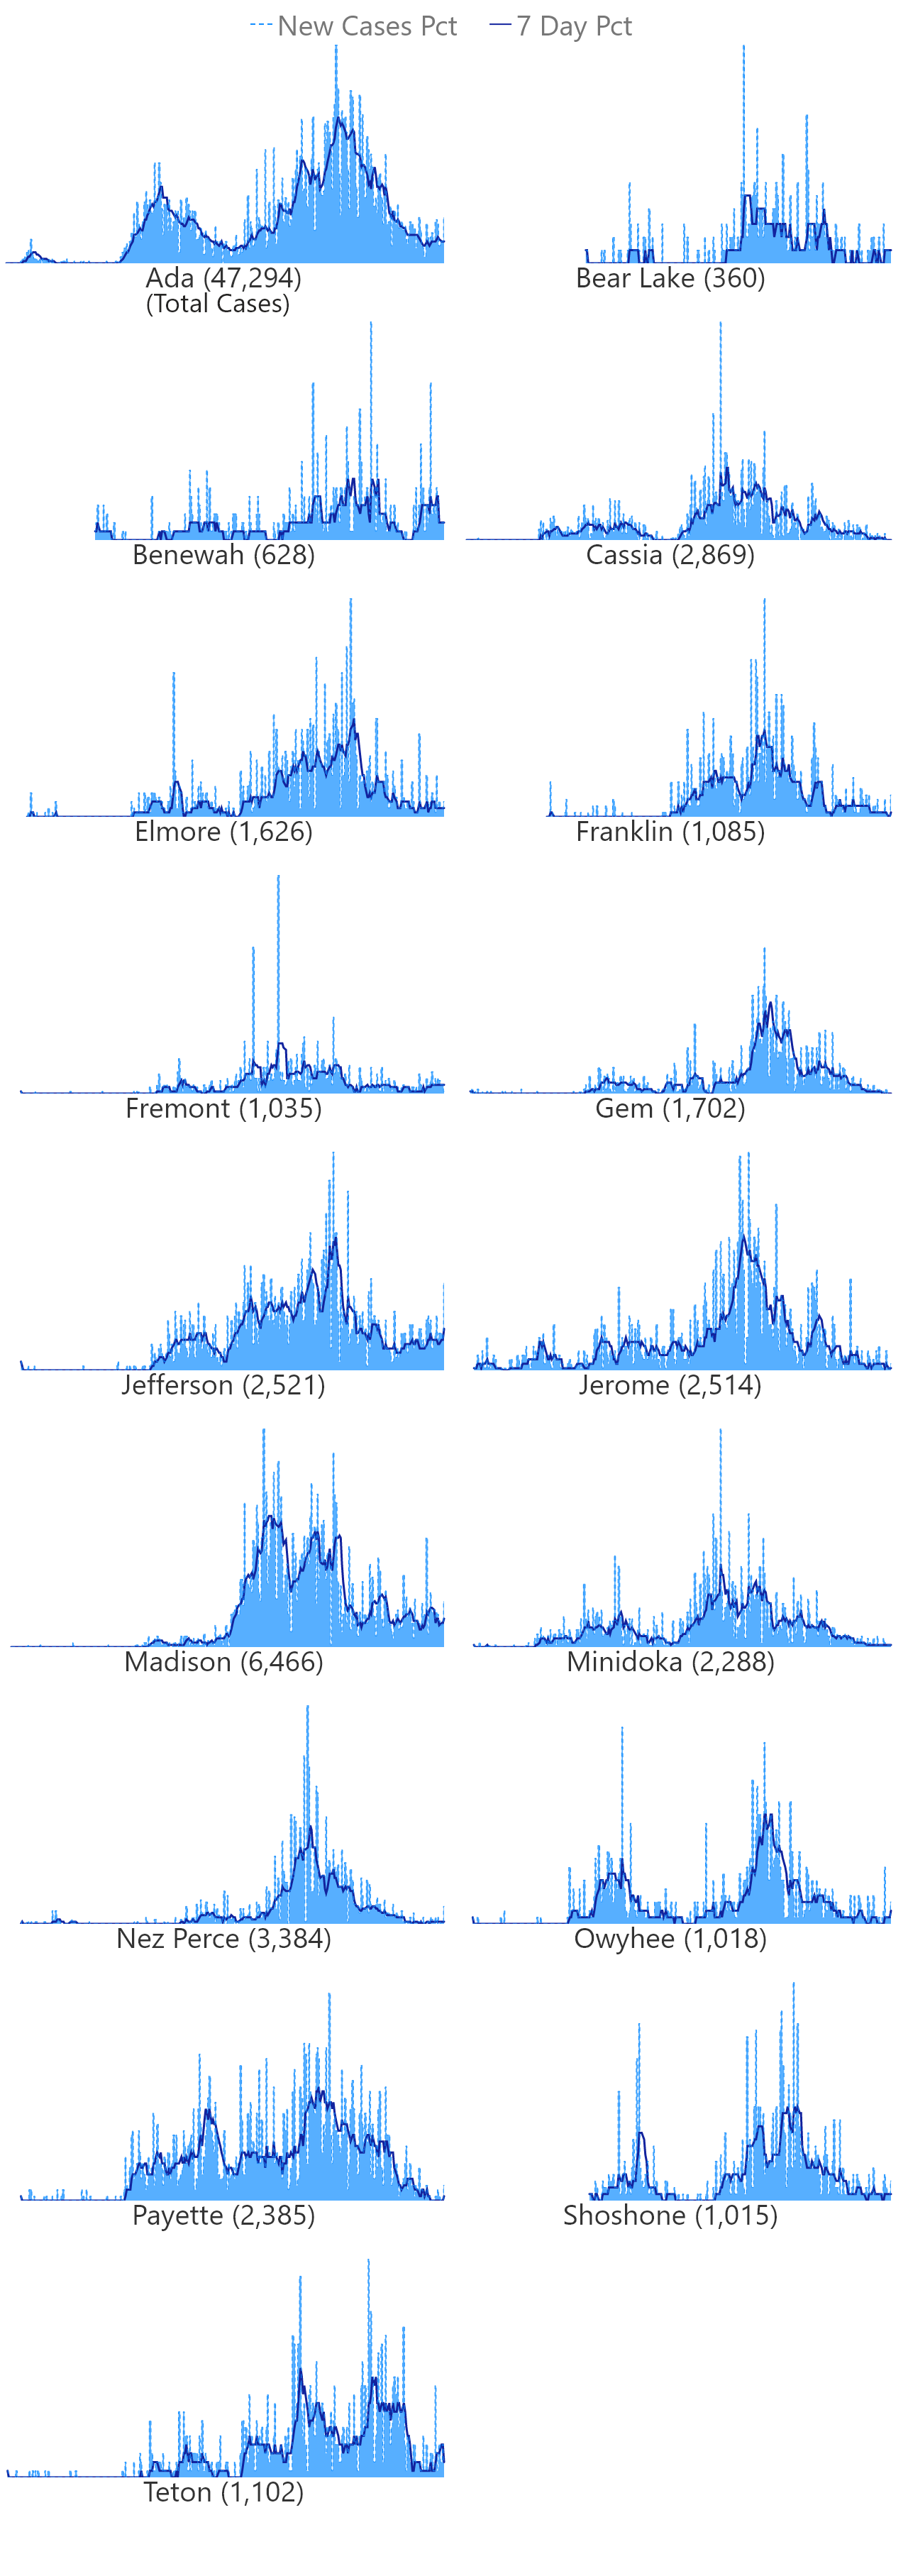 New Cases Pct 7 Day Pct
Ada (47,294)
(Total Cases)
Bear Lake (360)
Benewah (628)
Cassia (2,869)
Elmore (1,626)
Franklin (1,085)
Fremont (1,035)
Gem (1,702)
Jefferson (2,521)
Jerome (2,514)
Madison (6,466)
Minidoka (2,288)
Nez Perce (3,384)
Owyhee (1,018)
Payette (2,385)
Shoshone (1,015)
Teton (1,102)